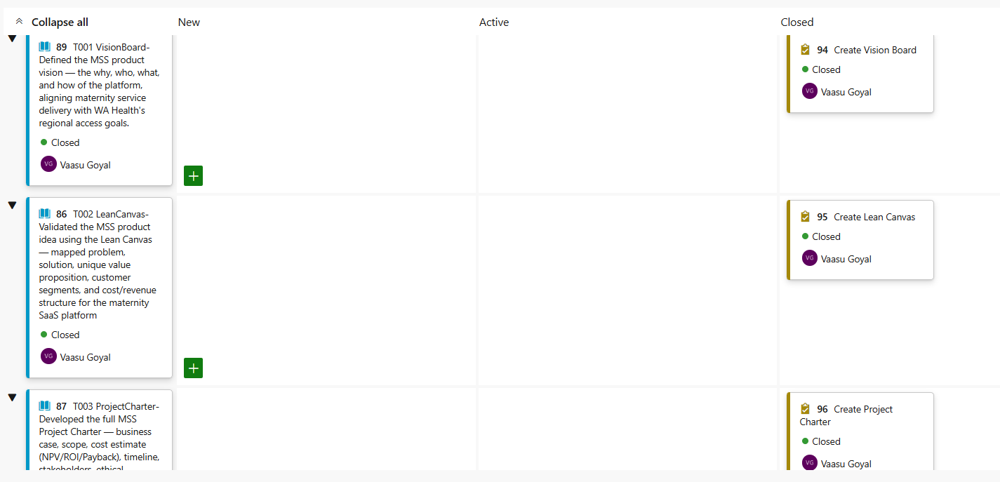 Collapse all
New
Active
Closed
89 T001 VisionBoard-
Defined the MSS product
vision — the why, who, what,
and how of the platform,
aligning maternity service
delivery with WA Health's
regional access goals.
Closed
VG Vaasu Goyal
94 Create Vision Board
Closed
VG Vaasu Goyal
86 T002 LeanCanvas-
Validated the MSS product
idea using the Lean Canvas
— mapped problem,
solution, unique value
proposition, customer
segments, and cost/revenue
structure for the maternity
SaaS platform
Closed
VG Vaasu Goyal
95 Create Lean Canvas
Closed
VG Vaasu Goyal
87 T003 ProjectCharter-
Developed the full MSS
Project Charter — business
case, scope, cost estimate
(NPV/ROI/Payback), timeline,
stakeholders, ethical
96 Create Project
Charter
Closed
VG Vaasu Goyal